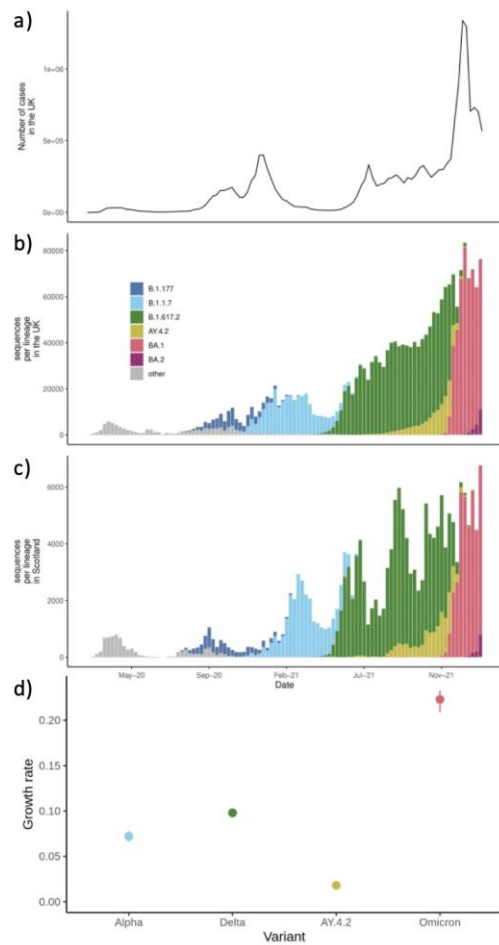 a)
Number of cases
in the UK
1e+06
5e+05
0e+00
b)
sequences
per lineage
in the UK
80000
60000
40000
20000
0
B.1.177
B.1.1.7
B.1.617.2
AY.4.2
BA.1
BA.2
other
c)
sequences
per lineage
in Scotland
6000
4000
2000
0
May-20
Sep-20
Feb-21
Jul-21
Nov-21
Date
d)
Growth rate
0.20
0.15
0.10
0.05
0.00
Alpha
Delta
AY.4.2
Omicron
Variant